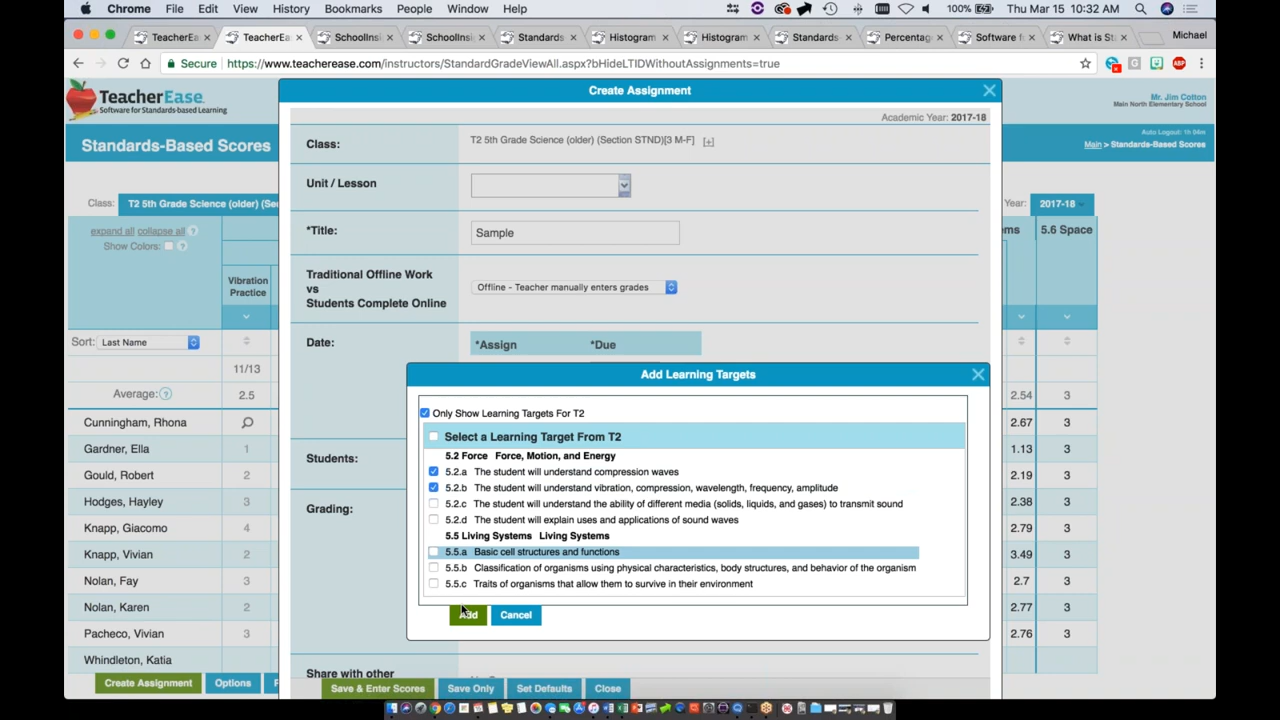 Chrome File Edit View History Bookmarks People Window Help 100% Thu Mar 15 10:32 AM
TeacherEa TeacherEa SchoolInsi SchoolInsi Standards Histogram Histogram Standards Percentag Software f What is Sta Michael
Secure https://www.teacherease.com/instructors/StandardGradeViewAll.aspx?bHideLTIDWithoutAssignments=true
TeacherEase
Software for Standards-based Learning
Mr. Jim Cotton
Main North Elementary School
Standards-Based Scores
Auto Logout: 1h 04m
Main > Standards-Based Scores
Class: T2 5th Grade Science (older) (Sec
Year: 2017-18
expand all collapse all ?
Show Colors: ?
ms 5.6 Space
Vibration
Practice
Sort: Last Name
11/13
Average: ? 2.5 2.54 3
Cunningham, Rhona 2.67 3
Gardner, Ella 1 1.13 3
Gould, Robert 2 2.19 3
Hodges, Hayley 3 2.38 3
Knapp, Giacomo 4 2.79 3
Knapp, Vivian 2 3.49 3
Nolan, Fay 3 2.7 3
Nolan, Karen 2 2.77 3
Pacheco, Vivian 3 2.76 3
Whindleton, Katia
Create Assignment Options P
Create Assignment
Academic Year: 2017-18
Class: T2 5th Grade Science (older) (Section STND)[3 M-F] [+]
Unit / Lesson
*Title: Sample
Traditional Offline Work
vs
Students Complete Online
Offline - Teacher manually enters grades
Date: *Assign *Due
Students:
Grading:
Share with other
Save & Enter Scores Save Only Set Defaults Close
Add Learning Targets
Only Show Learning Targets For T2
Select a Learning Target From T2
5.2 Force Force, Motion, and Energy
5.2.a The student will understand compression waves
5.2.b The student will understand vibration, compression, wavelength, frequency, amplitude
5.2.c The student will understand the ability of different media (solids, liquids, and gases) to transmit sound
5.2.d The student will explain uses and applications of sound waves
5.5 Living Systems Living Systems
5.5.a Basic cell structures and functions
5.5.b Classification of organisms using physical characteristics, body structures, and behavior of the organism
5.5.c Traits of organisms that allow them to survive in their environment
Add Cancel